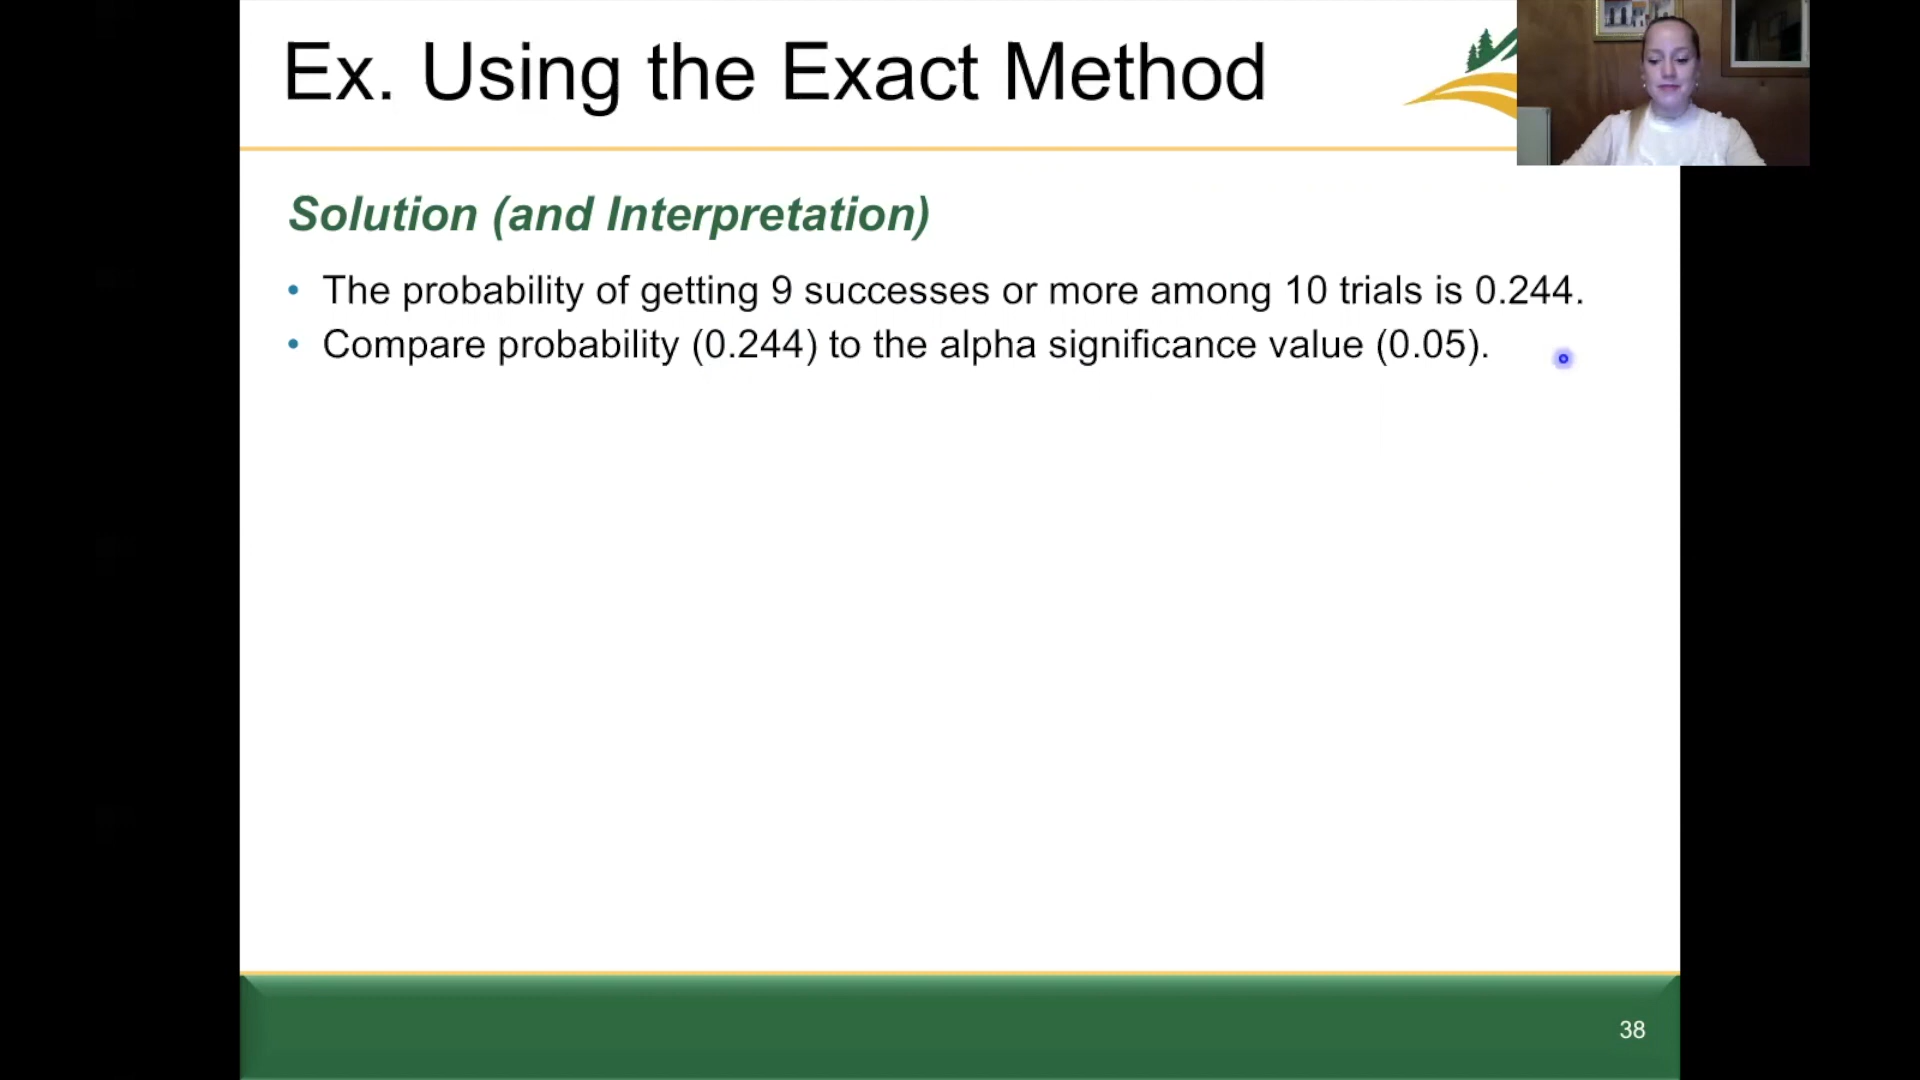 Ex. Using the Exact Method
Solution (and Interpretation)
• The probability of getting 9 successes or more among 10 trials is 0.244.
• Compare probability (0.244) to the alpha significance value (0.05).
38